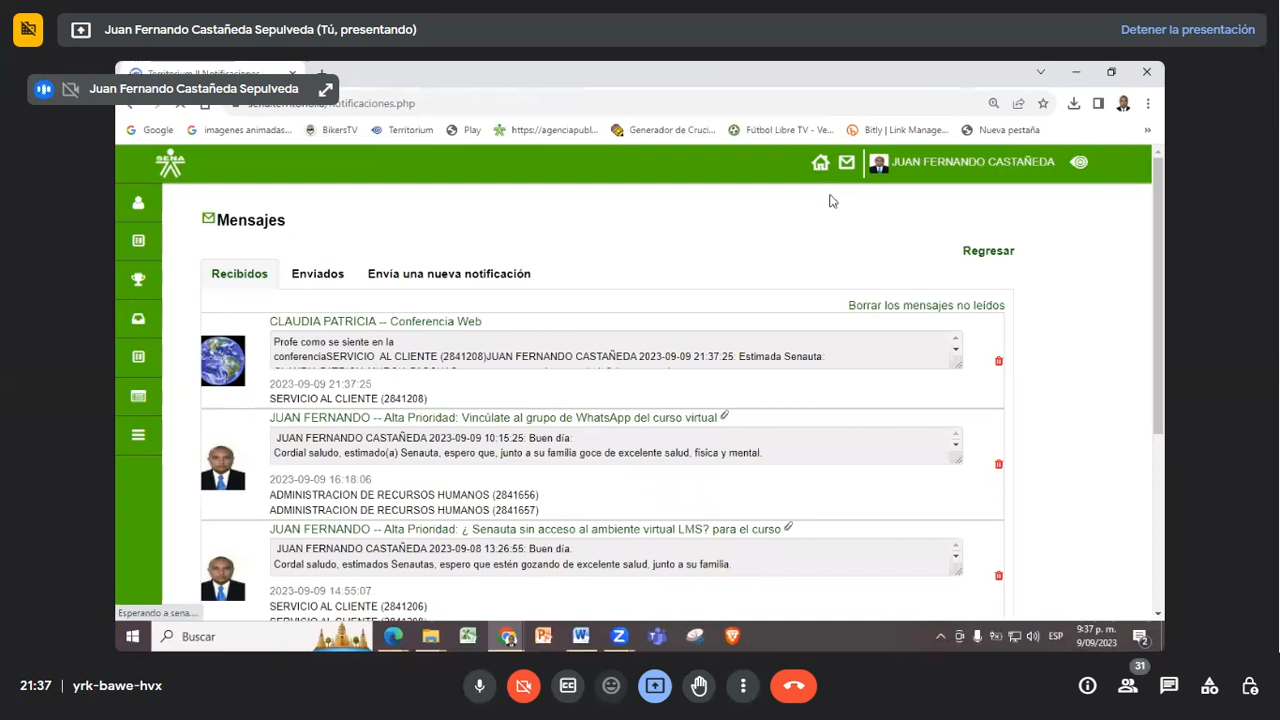 Juan Fernando Castañeda Sepulveda (Tú, presentando)
Detener la presentación
Juan Fernando Castañeda Sepulveda
notificaciones.php
Google
imagenes animadas...
BikersTV
Territorium
Play
https://agenciapubl...
Generador de Cruci...
Fútbol Libre TV - Ve...
Bitly | Link Manage...
Nueva pestaña
»
SENA
JUAN FERNANDO CASTAÑEDA
Mensajes
Regresar
Recibidos
Enviados
Envía una nueva notificación
Borrar los mensajes no leídos
CLAUDIA PATRICIA -- Conferencia Web
Profe como se siente en la
conferenciaSERVICIO AL CLIENTE (2841208)JUAN FERNANDO CASTAÑEDA 2023-09-09 21:37:25: Estimada Senauta:
2023-09-09 21:37:25
SERVICIO AL CLIENTE (2841208)
JUAN FERNANDO -- Alta Prioridad: Vincúlate al grupo de WhatsApp del curso virtual
JUAN FERNANDO CASTAÑEDA 2023-09-09 10:15:25: Buen día:
Cordial saludo, estimado(a) Senauta, espero que, junto a su familia goce de excelente salud, física y mental.
2023-09-09 16:18.06
ADMINISTRACION DE RECURSOS HUMANOS (2841656)
ADMINISTRACION DE RECURSOS HUMANOS (2841657)
JUAN FERNANDO -- Alta Prioridad: ¿ Senauta sin acceso al ambiente virtual LMS? para el curso
JUAN FERNANDO CASTAÑEDA 2023-09-08 13.26:55: Buen día.
Cordal saludo, estimados Senautas, espero que estén gozando de excelente salud, junto a su familia.
2023-09-09 14.55:07
SERVICIO AL CLIENTE (2841206)
Esperando a sena....
Buscar
ESP
9:37 p. m.
9/09/2023
2
21:37 | yrk-bawe-hvx
31